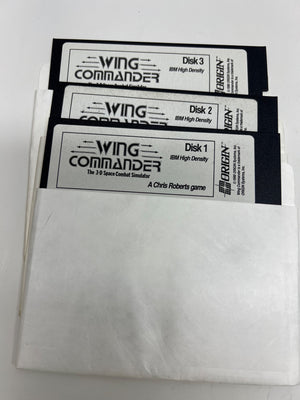 WING
COMMANDER
Disk 3
IBM High Density
ORIGIN
WING
COMMANDER
Disk 2
IBM High Density
ORIGIN
WING
COMMANDER
The 3-D Space Combat Simulator
Disk 1
IBM High Density
A Chris Roberts game
ORIGIN